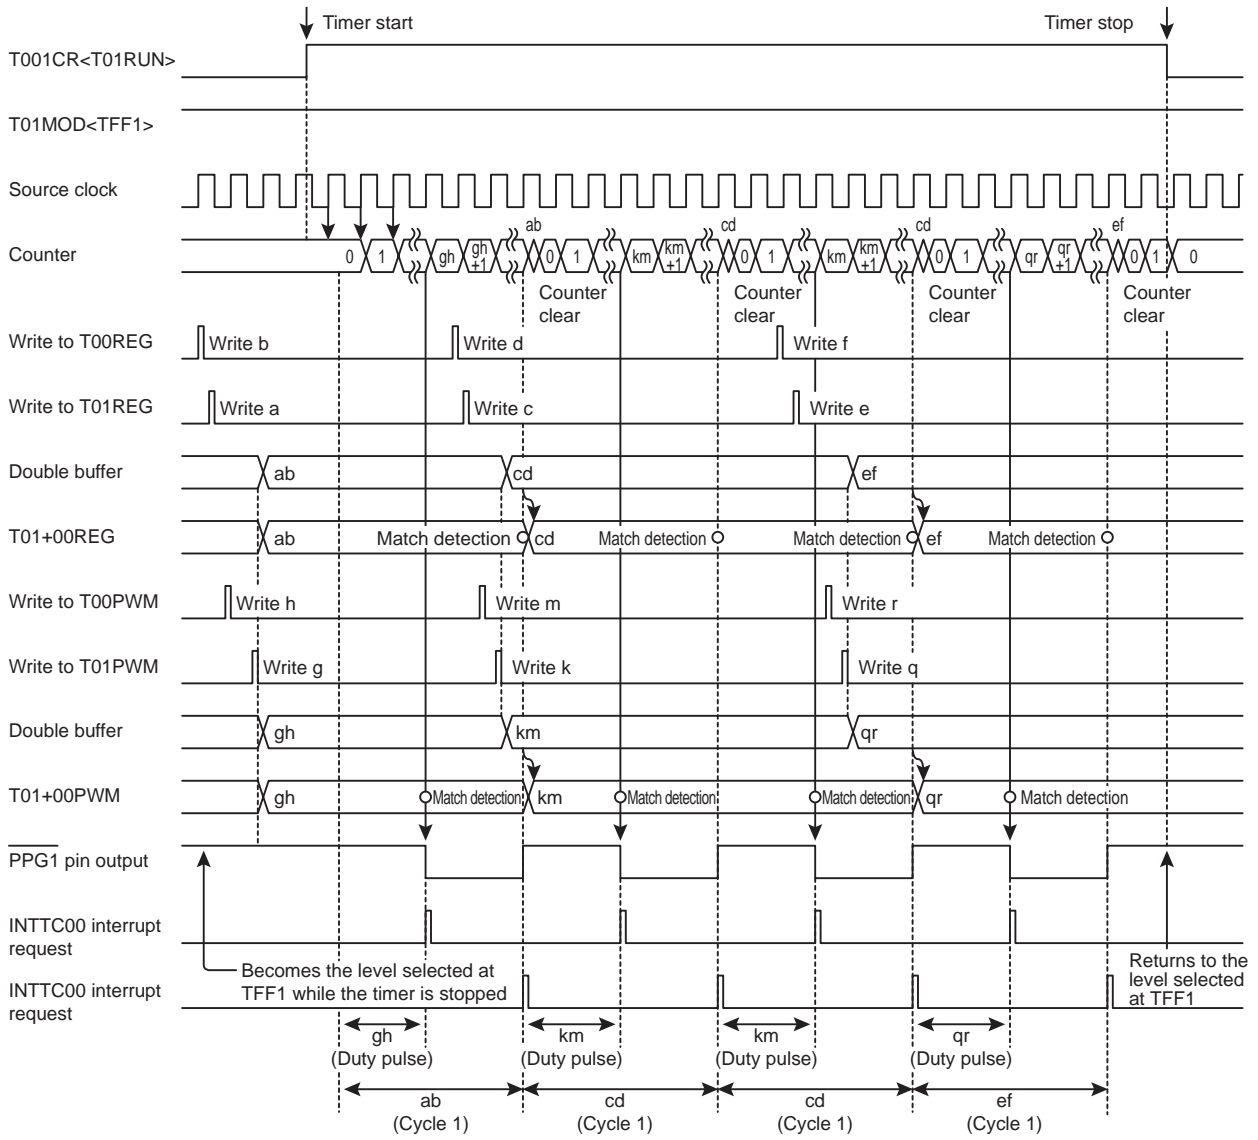 Timer start
Timer stop
T001CR<T01RUN>
T01MOD<TFF1>
Source clock
ab cd cd ef
Counter 0 1 gh gh+1 0 1 km km+1 0 1 km km+1 0 1 qr qr+1 0 1 0
Counter clear Counter clear Counter clear Counter clear
Write to T00REG Write b Write d Write f
Write to T01REG Write a Write c Write e
Double buffer ab cd ef
T01+00REG ab Match detection cd Match detection Match detection ef Match detection
Write to T00PWM Write h Write m Write r
Write to T01PWM Write g Write k Write q
Double buffer gh km qr
T01+00PWM gh Match detection km Match detection Match detection qr Match detection
PPG1 pin output
INTTC00 interrupt
request
Becomes the level selected at
TFF1 while the timer is stopped
Returns to the
level selected
at TFF1
INTTC00 interrupt
request
gh km km qr
(Duty pulse) (Duty pulse) (Duty pulse) (Duty pulse)
ab cd cd ef
(Cycle 1) (Cycle 1) (Cycle 1) (Cycle 1)